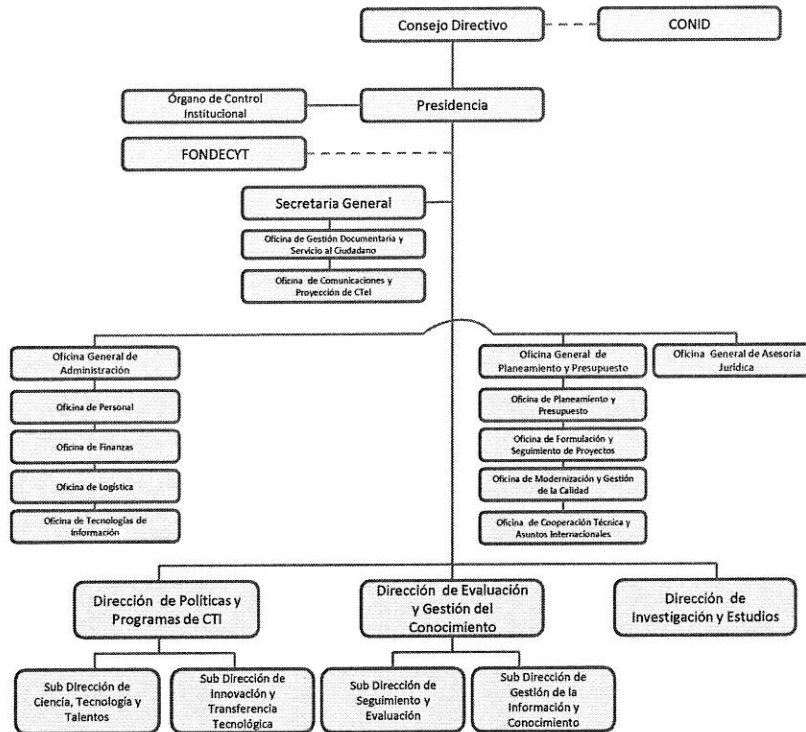 Consejo Directivo
CONID
Órgano de Control
Institucional
Presidencia
FONDECYT
Secretaria General
Oficina de Gestión Documentaria y
Servicio al Ciudadano
Oficina de Comunicaciones y
Proyección de CTeI
Oficina General de
Administración
Oficina de Personal
Oficina de Finanzas
Oficina de Logística
Oficina de Tecnologías de
Información
Oficina General de
Planeamiento y Presupuesto
Oficina de Planeamiento y
Presupuesto
Oficina de Formulación y
Seguimiento de Proyectos
Oficina de Modernización y Gestión
de la Calidad
Oficina de Cooperación Técnica y
Asuntos Internacionales
Oficina General de Asesoría
Jurídica
Dirección de Políticas y
Programas de CTI
Sub Dirección de
Ciencia, Tecnología y
Talentos
Sub Dirección de
Innovación y
Transferencia
Tecnológica
Dirección de Evaluación
y Gestión del
Conocimiento
Sub Dirección de
Seguimiento y
Evaluación
Sub Dirección de
Gestión de la
Información y
Conocimiento
Dirección de
Investigación y Estudios